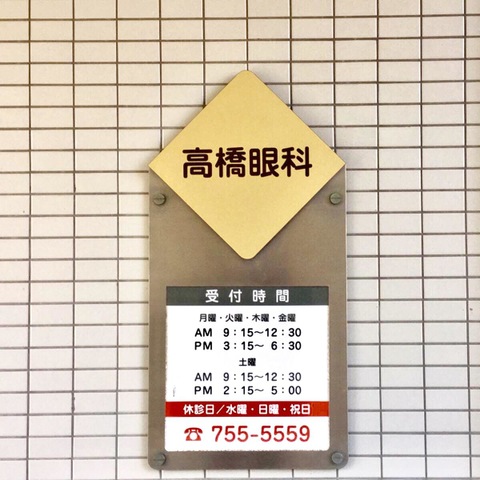 高橋眼科
受付時間
月曜・火曜・木曜・金曜
AM 9:15〜12:30
PM 3:15〜 6:30
土曜
AM 9:15〜12:30
PM 2:15〜 5:00
休診日/水曜・日曜・祝日
☎ 755-5559